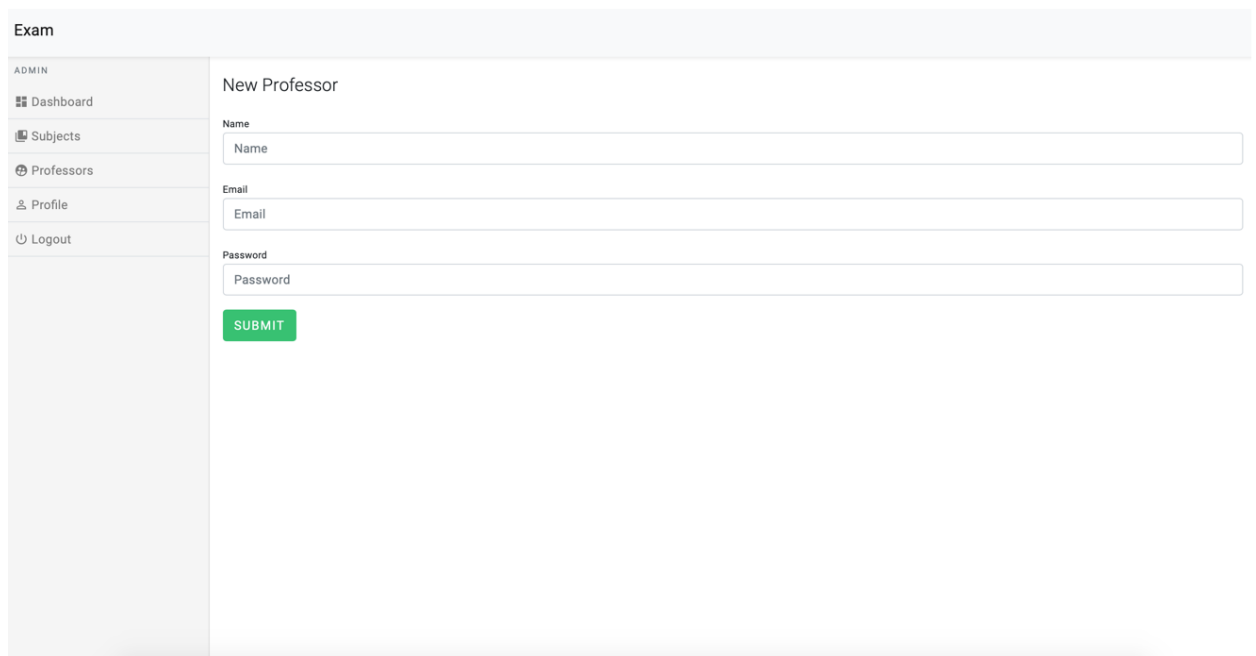 Exam
ADMIN
Dashboard
Subjects
Professors
Profile
Logout
New Professor
Name
Name
Email
Email
Password
Password
SUBMIT